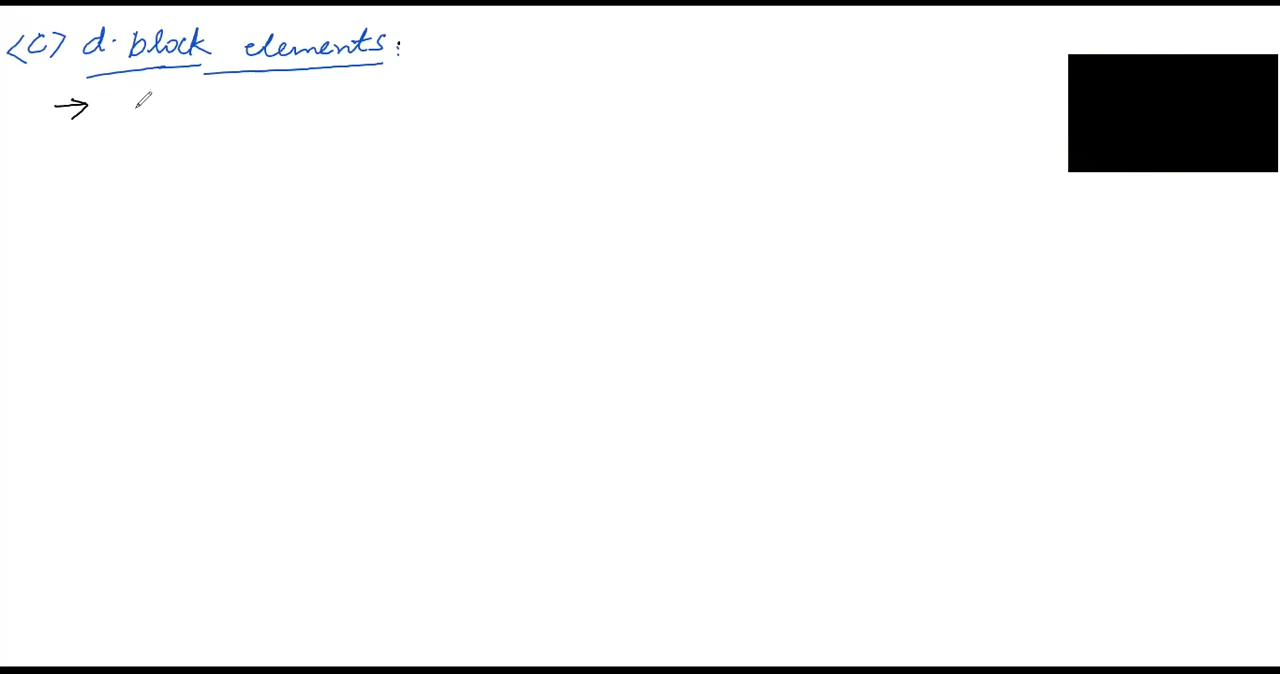 <C> d. block elements:
→